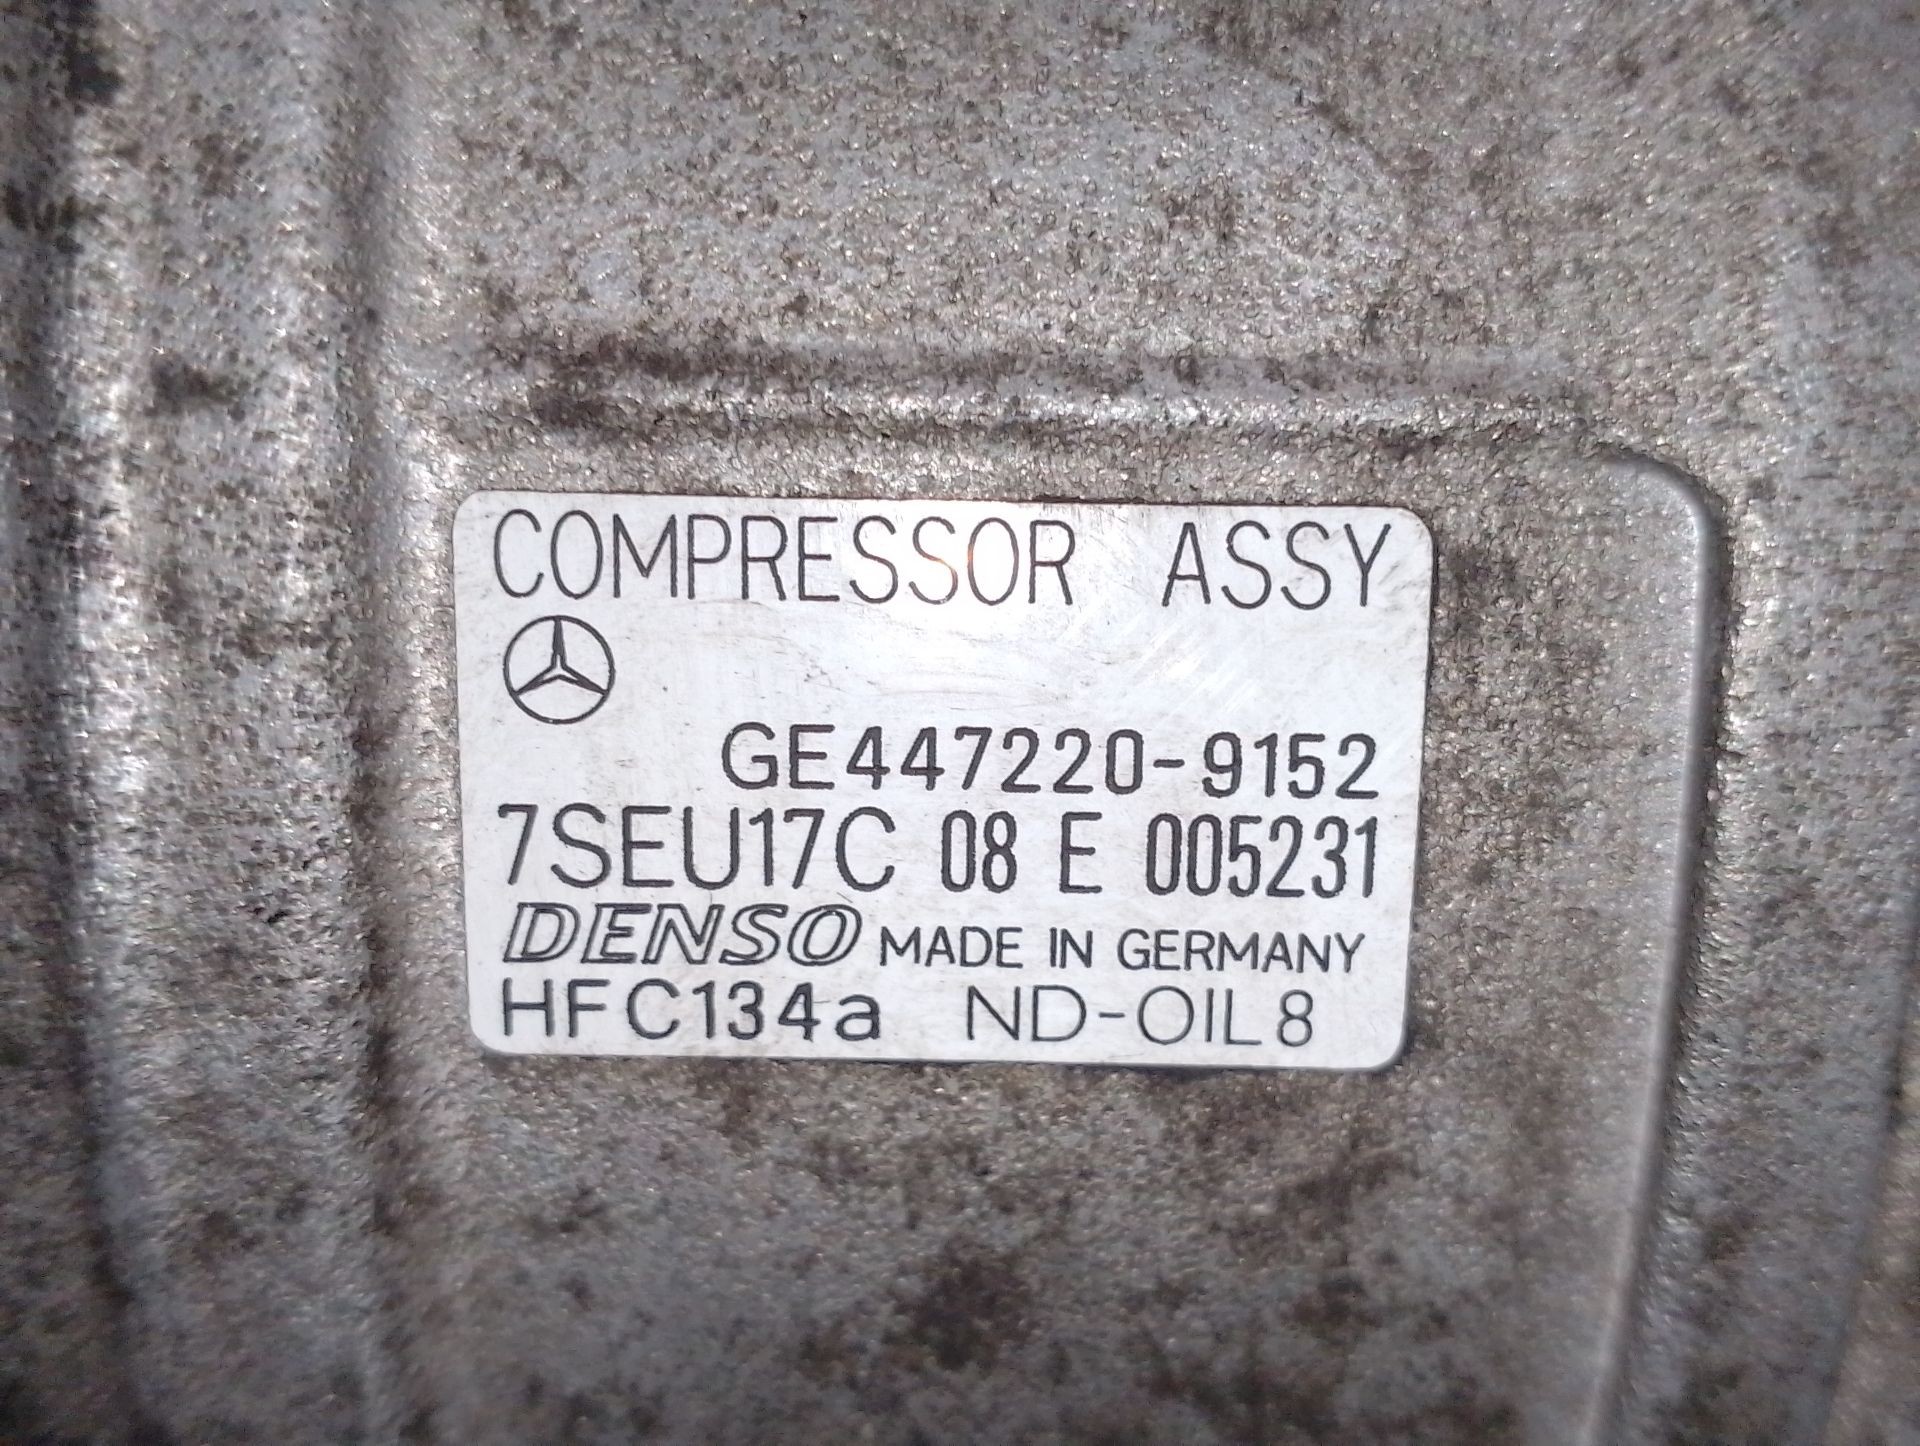 COMPRESSOR ASSY
GE447220-9152
7SEU17C 08 E 005231
DENSO MADE IN GERMANY
HFC134a ND-OIL8